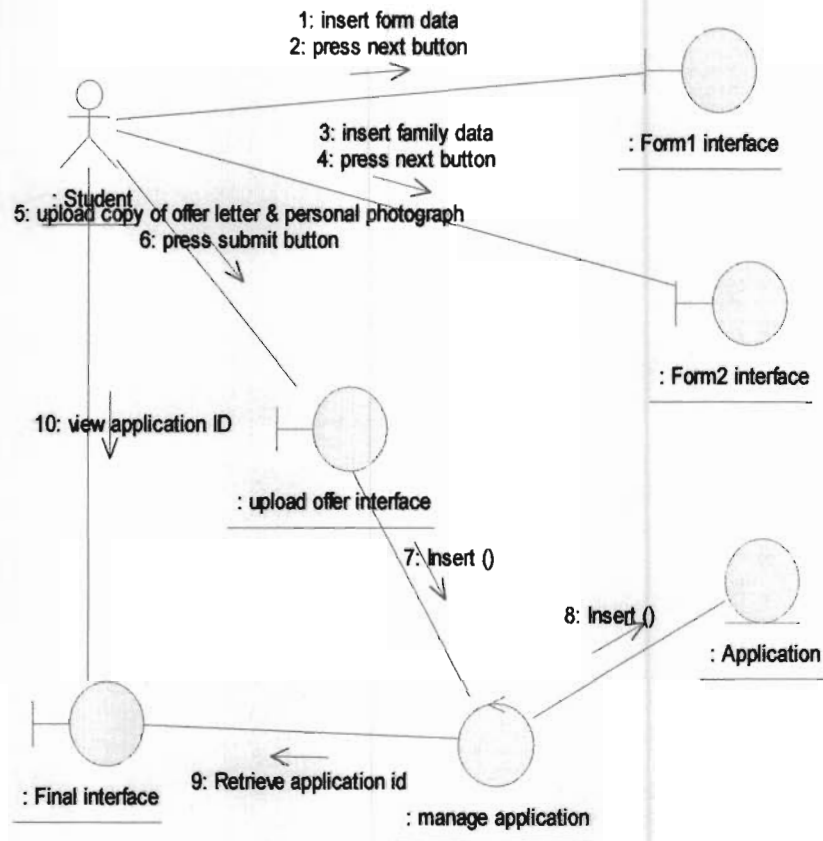 1: insert form data
2: press next button
: Form1 interface
3: insert family data
4: press next button
: Student
5: upload copy of offer letter & personal photograph
6: press submit button
: Form2 interface
10: view application ID
: upload offer interface
7: Insert ()
8: Insert ()
: Application
9: Retrieve application id
: Final interface
: manage application